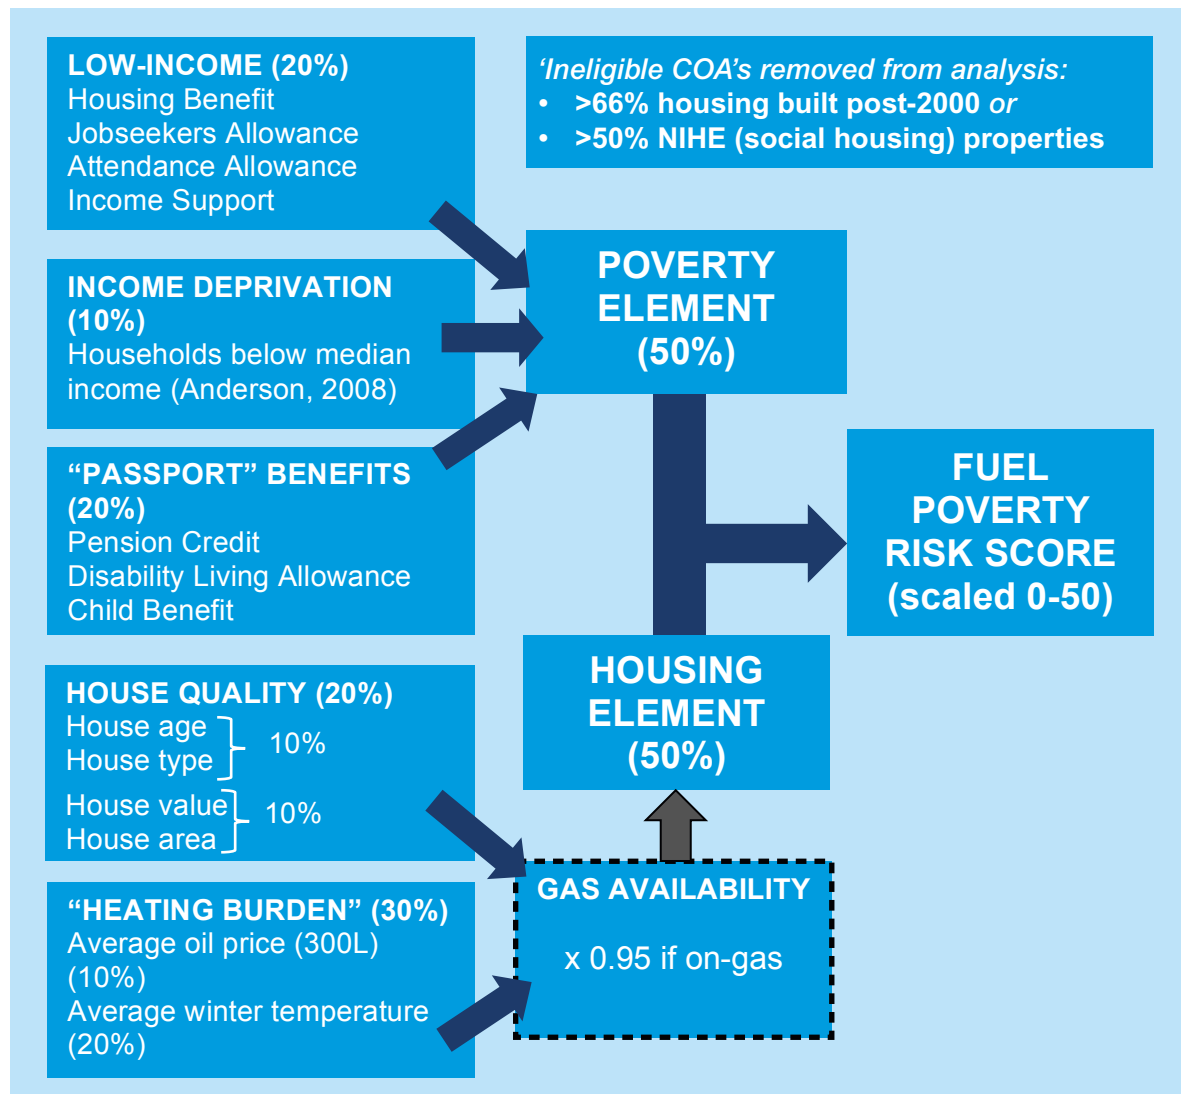 LOW-INCOME (20%)
Housing Benefit
Jobseekers Allowance
Attendance Allowance
Income Support
‘Ineligible COA’s removed from analysis:
• >66% housing built post-2000 or
• >50% NIHE (social housing) properties
INCOME DEPRIVATION
(10%)
Households below median
income (Anderson, 2008)
POVERTY
ELEMENT
(50%)
“PASSPORT” BENEFITS
(20%)
Pension Credit
Disability Living Allowance
Child Benefit
FUEL
POVERTY
RISK SCORE
(scaled 0-50)
HOUSE QUALITY (20%)
House age
House type
10%
House value
House area
10%
HOUSING
ELEMENT
(50%)
“HEATING BURDEN” (30%)
Average oil price (300L)
(10%)
Average winter temperature
(20%)
GAS AVAILABILITY
x 0.95 if on-gas